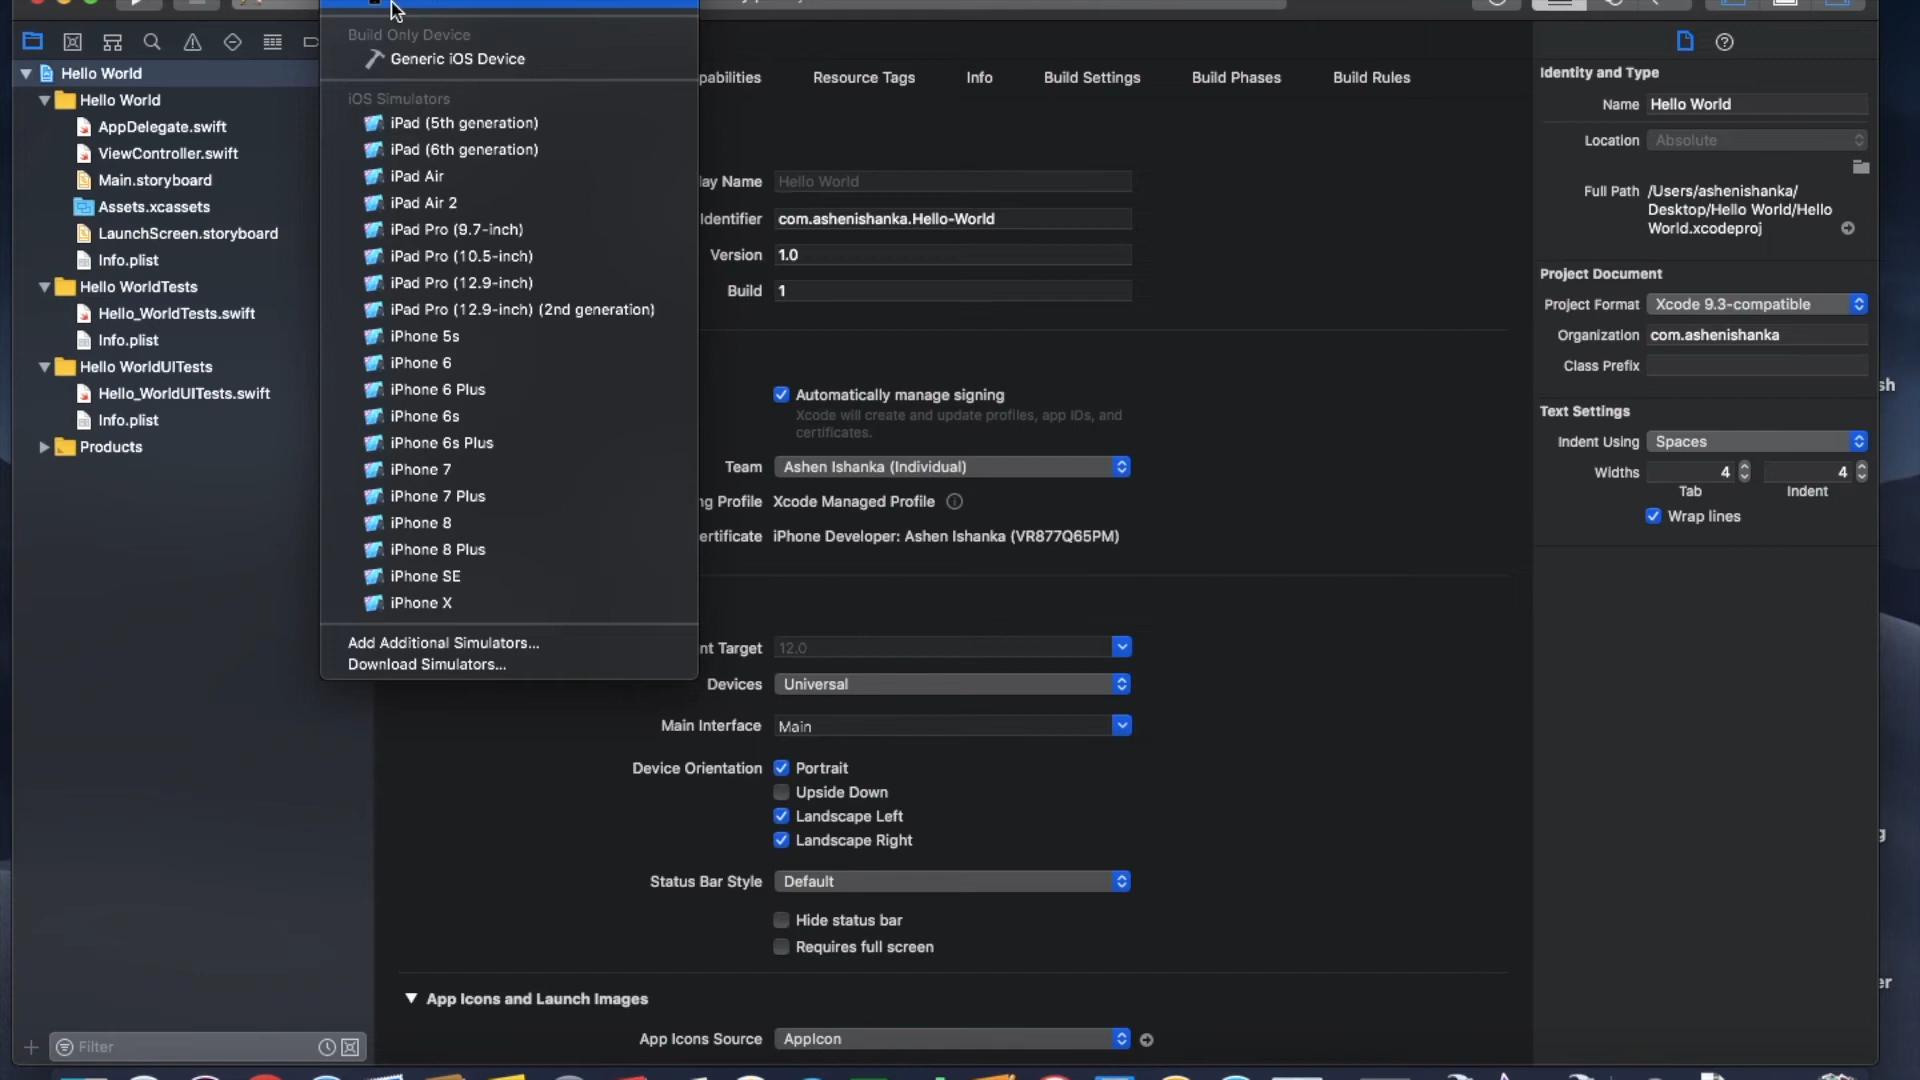 Hello World
Hello World
AppDelegate.swift
ViewController.swift
Main.storyboard
Assets.xcassets
LaunchScreen.storyboard
Info.plist
Hello WorldTests
Hello_WorldTests.swift
Info.plist
Hello WorldUITests
Hello_WorldUITests.swift
Info.plist
Products
Filter
Build Only Device
Generic iOS Device
iOS Simulators
iPad (5th generation)
iPad (6th generation)
iPad Air
iPad Air 2
iPad Pro (9.7-inch)
iPad Pro (10.5-inch)
iPad Pro (12.9-inch)
iPad Pro (12.9-inch) (2nd generation)
iPhone 5s
iPhone 6
iPhone 6 Plus
iPhone 6s
iPhone 6s Plus
iPhone 7
iPhone 7 Plus
iPhone 8
iPhone 8 Plus
iPhone SE
iPhone X
Add Additional Simulators...
Download Simulators...
pabilities Resource Tags Info Build Settings Build Phases Build Rules
lay Name Hello World
Identifier com.ashenishanka.Hello-World
Version 1.0
Build 1
Automatically manage signing
Xcode will create and update profiles, app IDs, and
certificates.
Team Ashen Ishanka (Individual)
ng Profile Xcode Managed Profile
ertificate iPhone Developer: Ashen Ishanka (VR877Q65PM)
nt Target 12.0
Devices Universal
Main Interface Main
Device Orientation Portrait
Upside Down
Landscape Left
Landscape Right
Status Bar Style Default
Hide status bar
Requires full screen
App Icons and Launch Images
App Icons Source AppIcon
Identity and Type
Name Hello World
Location Absolute
Full Path /Users/ashenishanka/
Desktop/Hello World/Hello
World.xcodeproj
Project Document
Project Format Xcode 9.3-compatible
Organization com.ashenishanka
Class Prefix
Text Settings
Indent Using Spaces
Widths 4 4
Tab Indent
Wrap lines
sh
g
er